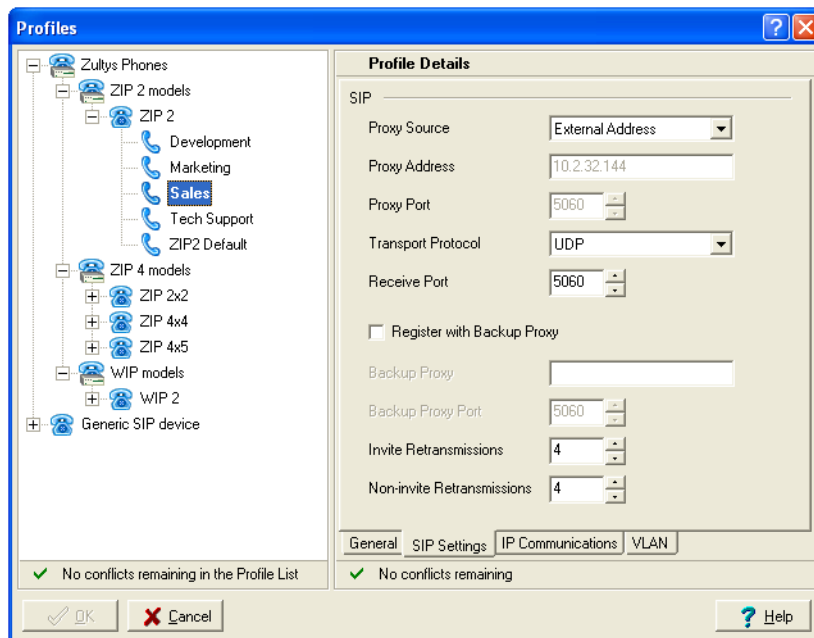 Profiles
Zultys Phones
ZIP 2 models
ZIP 2
Development
Marketing
Sales
Tech Support
ZIP2 Default
ZIP 4 models
ZIP 2x2
ZIP 4x4
ZIP 4x5
WIP models
WIP 2
Generic SIP device
No conflicts remaining in the Profile List
Profile Details
SIP
Proxy Source External Address
Proxy Address 10.2.32.144
Proxy Port 5060
Transport Protocol UDP
Receive Port 5060
Register with Backup Proxy
Backup Proxy
Backup Proxy Port 5060
Invite Retransmissions 4
Non-invite Retransmissions 4
General SIP Settings IP Communications VLAN
No conflicts remaining
OK Cancel ? Help